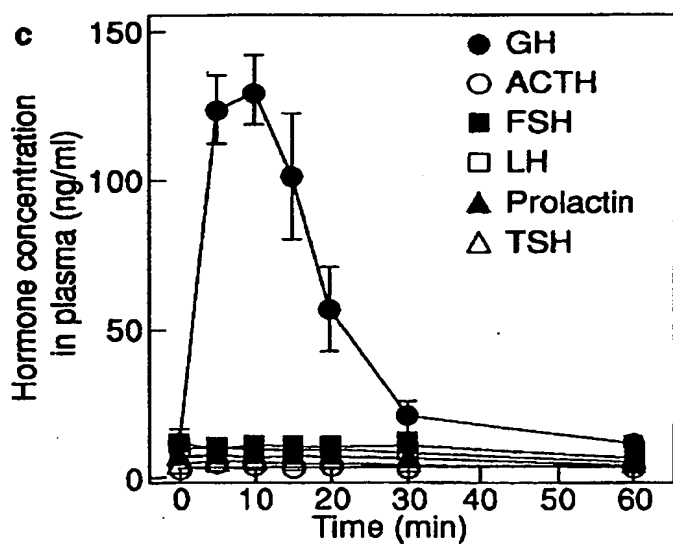 c
150
100
50
0
Hormone concentration
in plasma (ng/ml)
GH
ACTH
FSH
LH
Prolactin
TSH
0 10 20 30 40 50 60
Time (min)